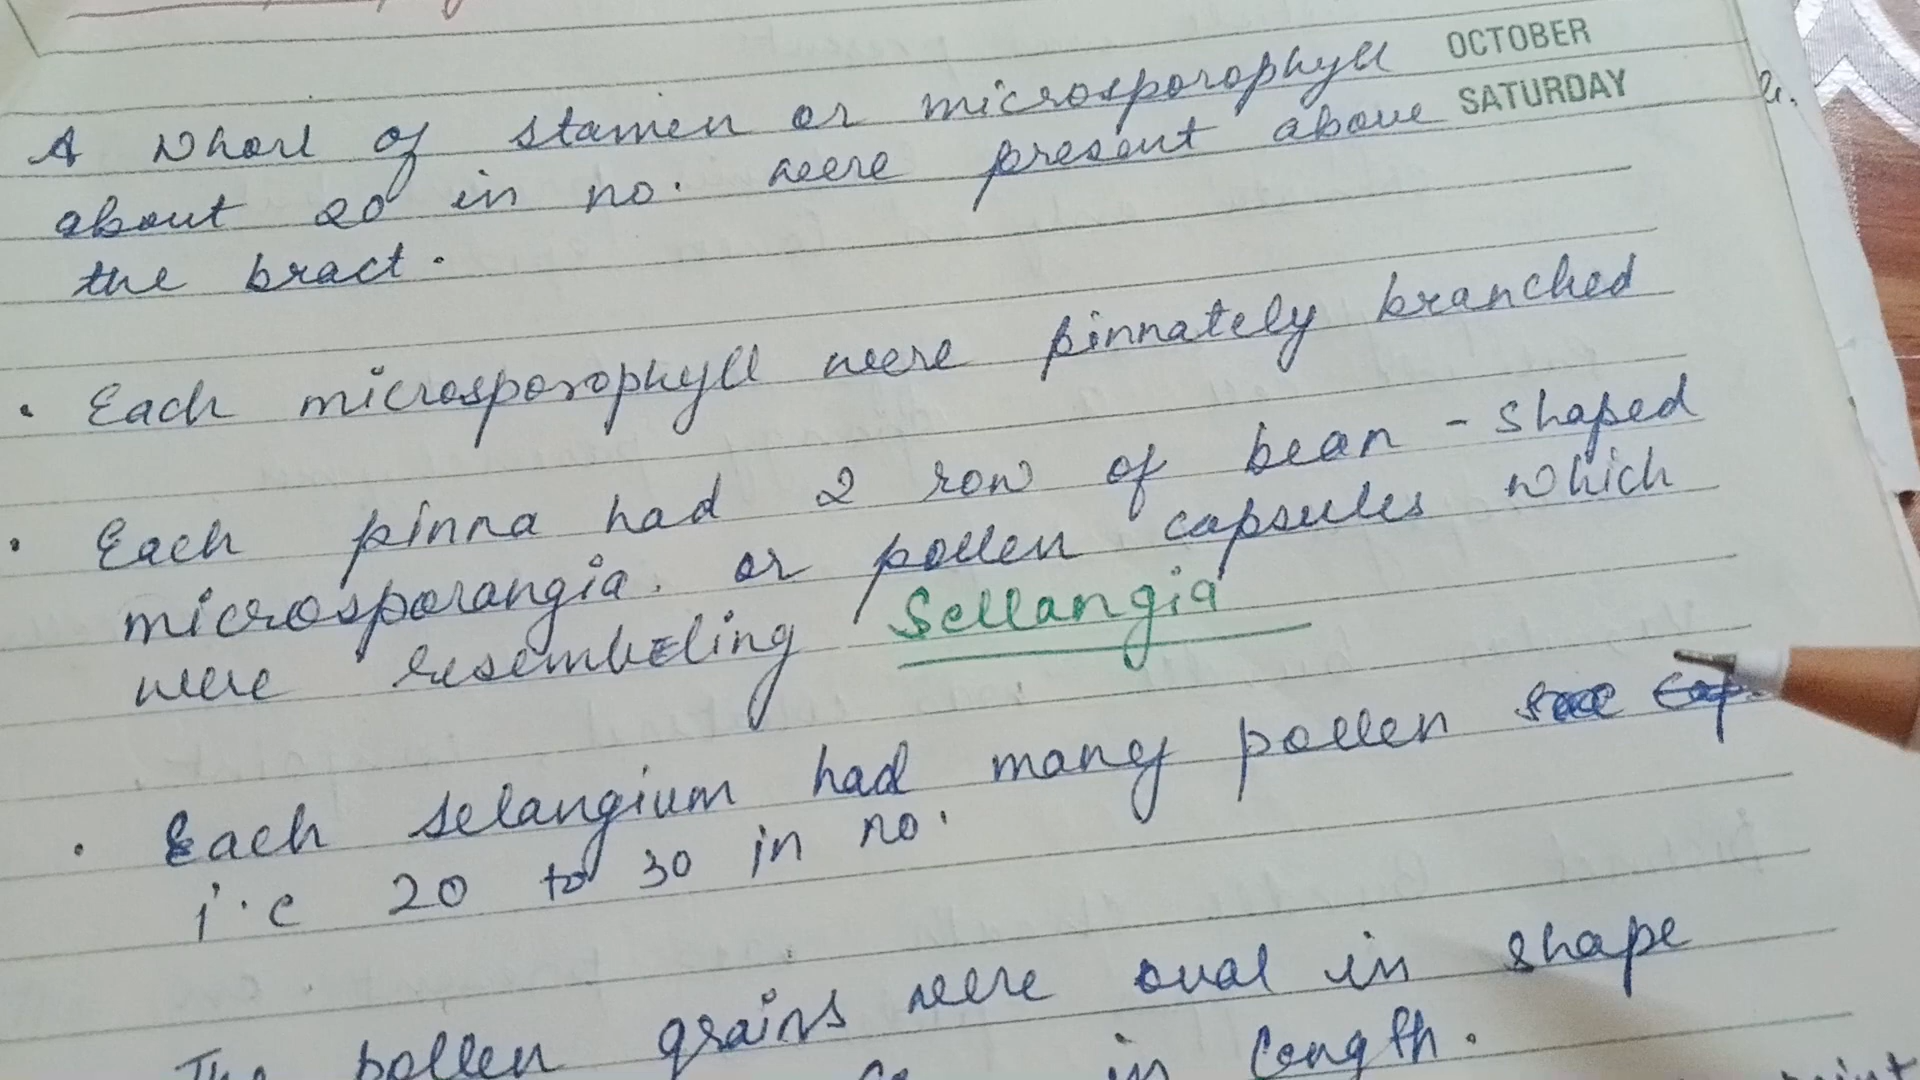 OCTOBER
SATURDAY
A whorl of stamen or microsporophyll
about 20 in no. were present above
the bract.
. Each microsporophyll were pinnately branched
. Each pinna had 2 row of bean - shaped
microsporangia. or pollen capsules which
were resembling Sellangia
. Each selangium had many pollen
i.e 20 to 30 in no.
The pollen grains were oval in shape
in length.